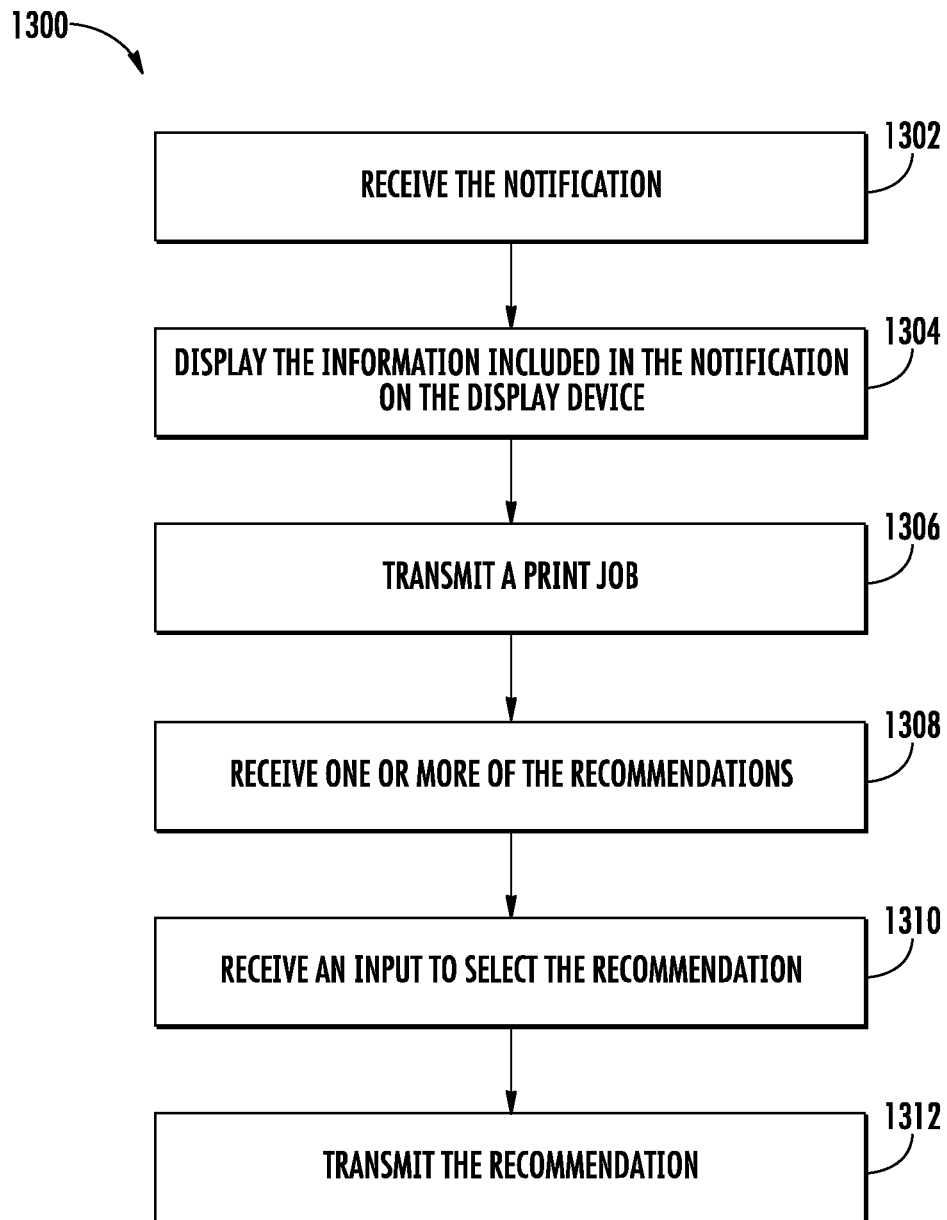 1300
1302
RECEIVE THE NOTIFICATION
1304
DISPLAY THE INFORMATION INCLUDED IN THE NOTIFICATION
ON THE DISPLAY DEVICE
1306
TRANSMIT A PRINT JOB
1308
RECEIVE ONE OR MORE OF THE RECOMMENDATIONS
1310
RECEIVE AN INPUT TO SELECT THE RECOMMENDATION
1312
TRANSMIT THE RECOMMENDATION